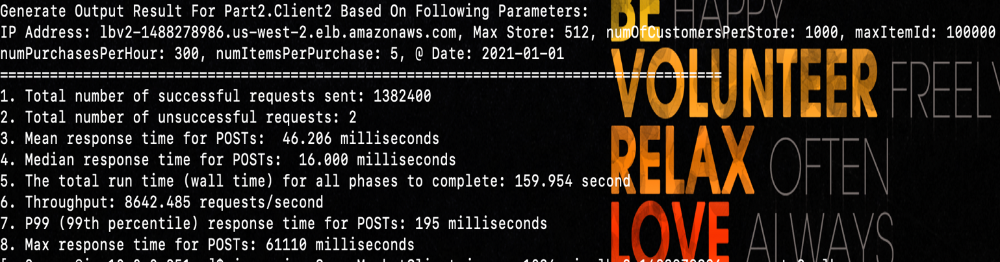 Generate Output Result For Part2.Client2 Based On Following Parameters:
IP Address: lbv2-1488278986.us-west-2.elb.amazonaws.com, Max Store: 512, numOfCustomersPerStore: 1000, maxItemId: 100000
numPurchasesPerHour: 300, numItemsPerPurchase: 5, @ Date: 2021-01-01
=======================================================================================
1. Total number of successful requests sent: 1382400
2. Total number of unsuccessful requests: 2
3. Mean response time for POSTs:  46.206 milliseconds
4. Median response time for POSTs:  16.000 milliseconds
5. The total run time (wall time) for all phases to complete: 159.954 second
6. Throughput: 8642.485 requests/second
7. P99 (99th percentile) response time for POSTs: 195 milliseconds
8. Max response time for POSTs: 61110 milliseconds
BE HAPPY
VOLUNTEER FREELY
RELAX OFTEN
LOVE ALWAYS